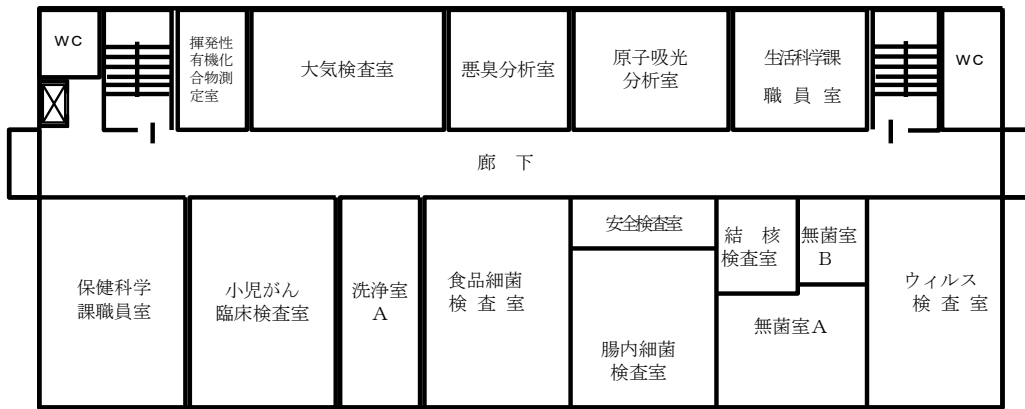 WC
揮発性
有機化
合物測
定室
大気検査室
悪臭分析室
原子吸光
分析室
生活科学課
職員室
WC
廊下
保健科学
課職員室
小児がん
臨床検査室
洗浄室
A
食品細菌
検査室
安全検査室
腸内細菌
検査室
結核
検査室
無菌室
B
無菌室A
ウィルス
検査室